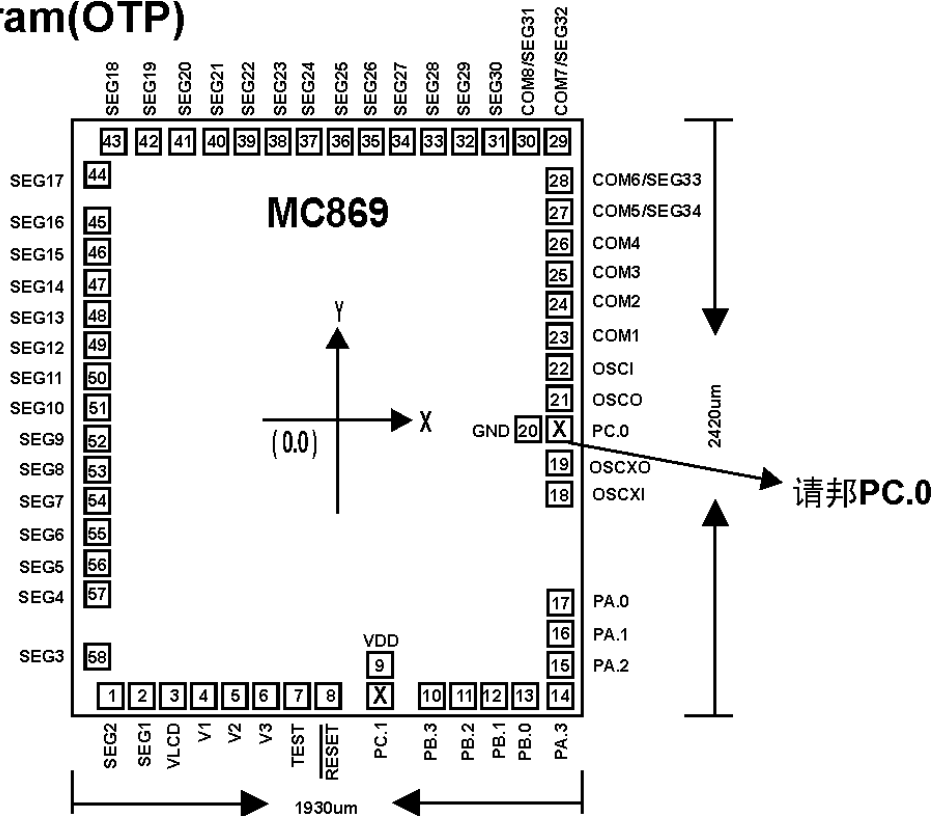 ram(OTP)
SEG18 SEG19 SEG20 SEG21 SEG22 SEG23 SEG24 SEG25 SEG26 SEG27 SEG28 SEG29 SEG30 COM8/SEG31 COM7/SEG32
43 42 41 40 39 38 37 36 35 34 33 32 31 30 29
SEG17 44
28 COM6/SEG33
MC869
SEG16 45
27 COM5/SEG34
SEG15 46
26 COM4
SEG14 47
25 COM3
SEG13 48
24 COM2
Y
SEG12 49
23 COM1
SEG11 50
22 OSCI
SEG10 51
21 OSCO
X
(0.0)
SEG9 52
GND 20 X PC.0
2420um
SEG8 53
19 OSCXO
SEG7 54
18 OSCXI
请邦PC.0
SEG6 55
SEG5 56
SEG4 57
17 PA.0
16 PA.1
SEG3 58
VDD
9
15 PA.2
1 2 3 4 5 6 7 8 X 10 11 12 13 14
SEG2 SEG1 VLCD V1 V2 V3 TEST RESET PC.1 PB.3 PB.2 PB.1 PB.0 PA.3
1930um